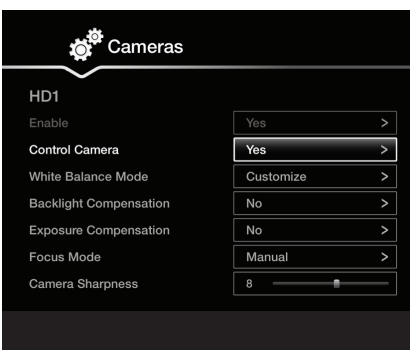 Cameras
HD1
Enable Yes >
Control Camera Yes >
White Balance Mode Customize >
Backlight Compensation No >
Exposure Compensation No >
Focus Mode Manual >
Camera Sharpness 8